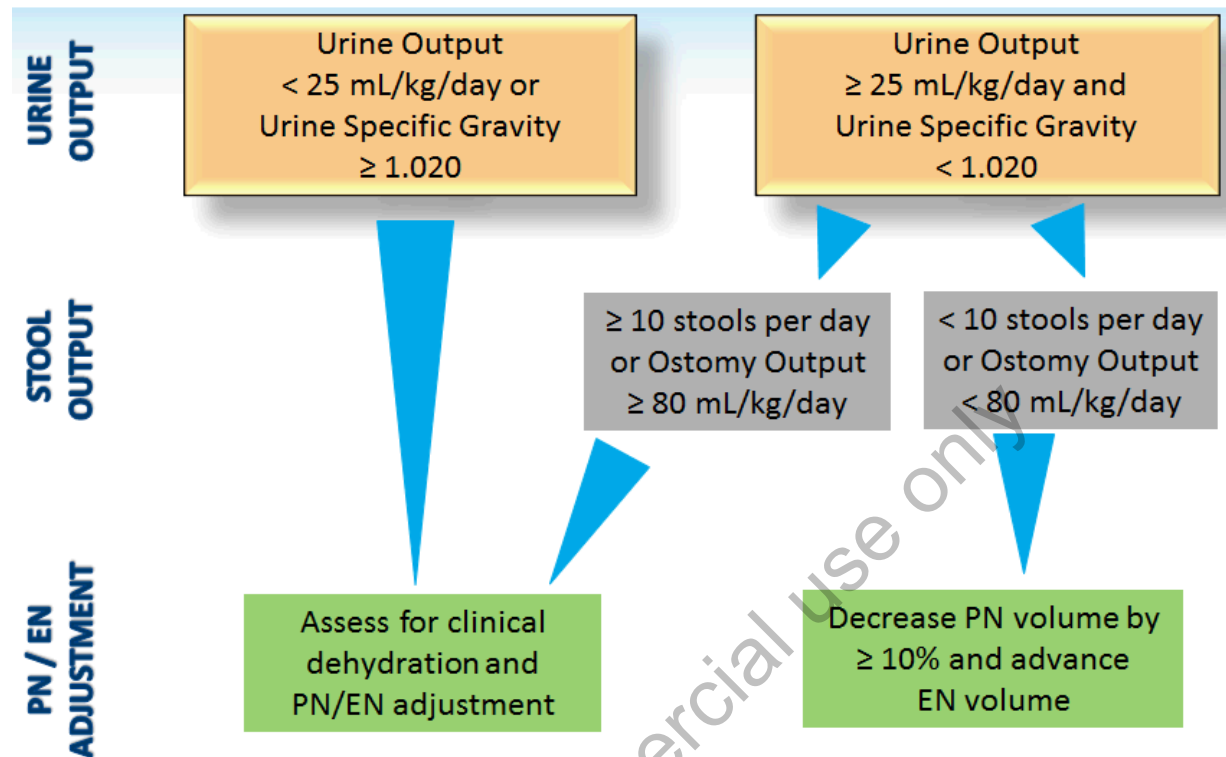 URINE
OUTPUT
Urine Output
< 25 mL/kg/day or
Urine Specific Gravity
≥ 1.020
Urine Output
≥ 25 mL/kg/day and
Urine Specific Gravity
< 1.020
STOOL
OUTPUT
≥ 10 stools per day
or Ostomy Output
≥ 80 mL/kg/day
< 10 stools per day
or Ostomy Output
< 80 mL/kg/day
PN / EN
ADJUSTMENT
Assess for clinical
dehydration and
PN/EN adjustment
Decrease PN volume by
≥ 10% and advance
EN volume
ercial use only